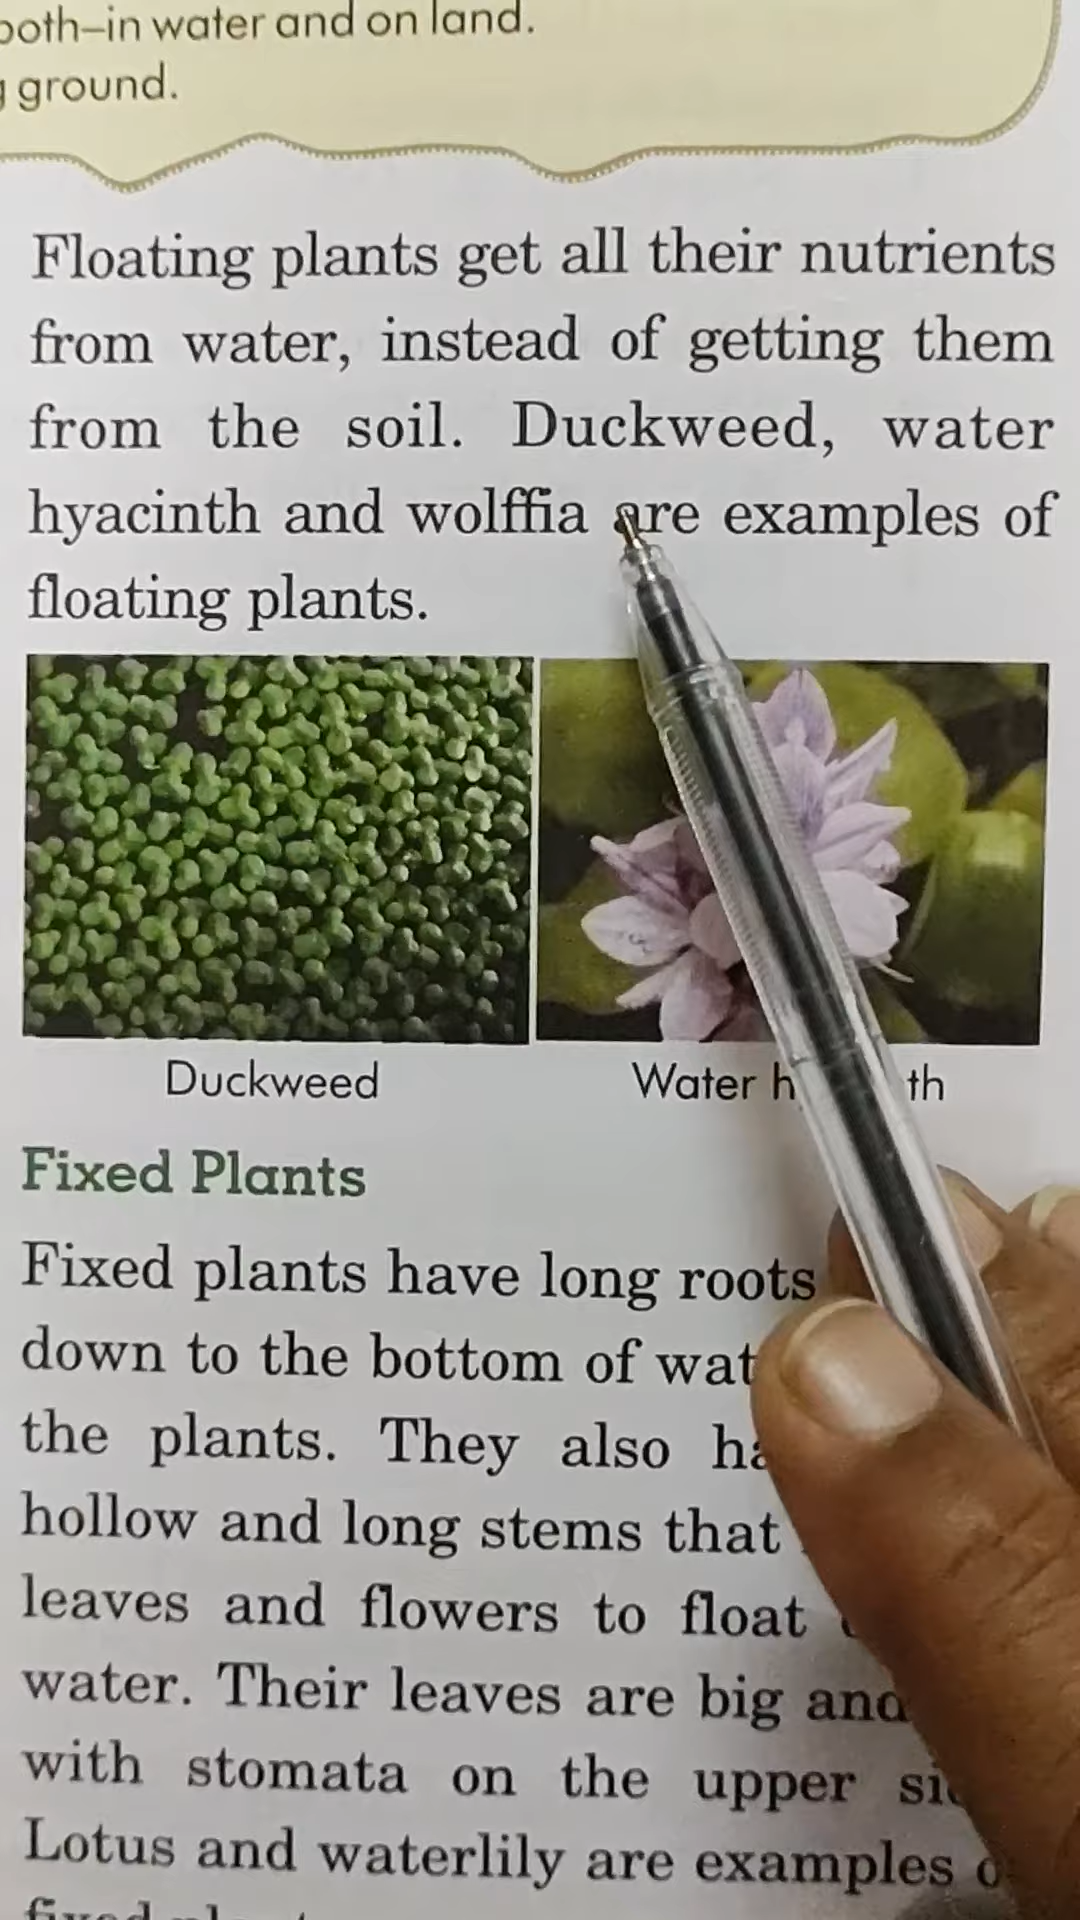 both–in water and on land.
ground.
Floating plants get all their nutrients
from water, instead of getting them
from the soil. Duckweed, water
hyacinth and wolffia are examples of
floating plants.
Duckweed
Water
Fixed Plants
Fixed plants have long roots
down to the bottom of
the plants. They also
hollow and long stems that
leaves and flowers to float
water. Their leaves are big and
with stomata on the upper
Lotus and waterlily are examples